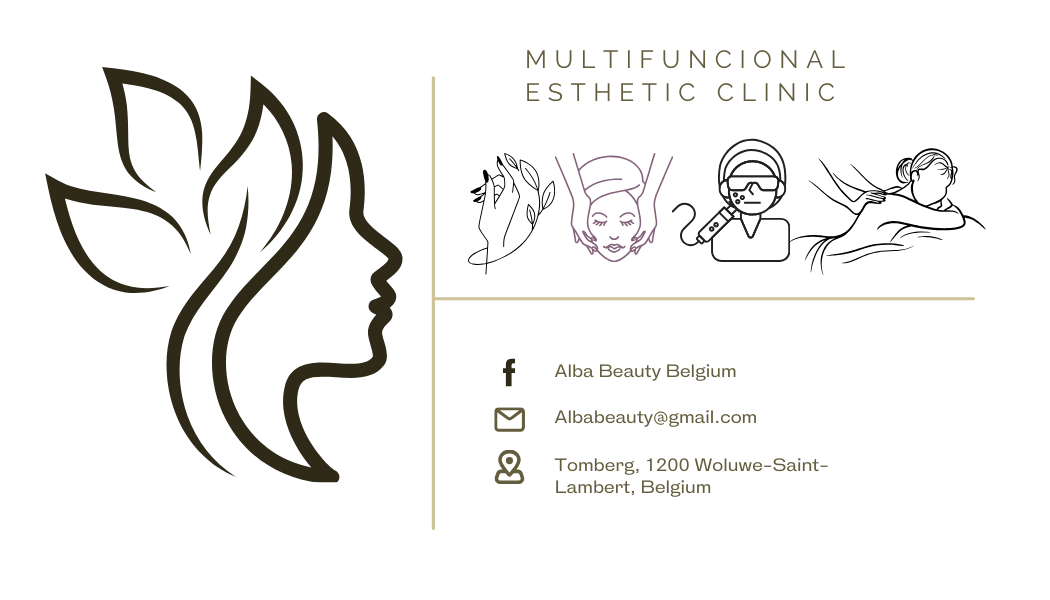 MULTIFUNCIONAL
ESTHETIC CLINIC
Alba Beauty Belgium
Albabeauty@gmail.com
Tomberg, 1200 Woluwe-Saint-
Lambert, Belgium